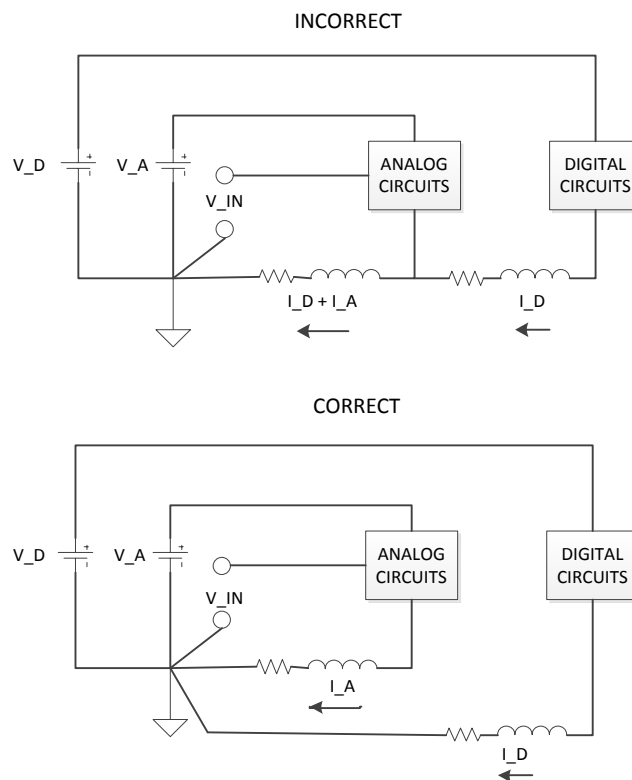 INCORRECT
V_D
+
-
V_A
+
-
V_IN
ANALOG
CIRCUITS
DIGITAL
CIRCUITS
I_D + I_A
I_D
CORRECT
V_D
+
-
V_A
+
-
V_IN
ANALOG
CIRCUITS
DIGITAL
CIRCUITS
I_A
I_D